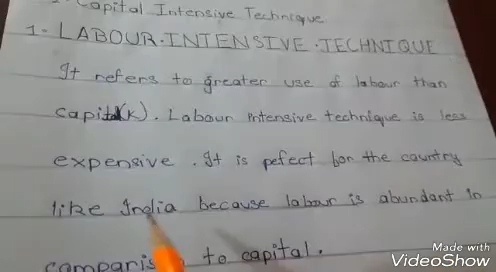 Capital Intensive Technique
1. LABOUR.INTENSIVE.TECHNIQUE
It refers to greater use of labour than
capital(K). Labour intensive technique is less
expensive. It is pefect for the country
like India because labour is abundant in
to capital.
Made with
VideoShow